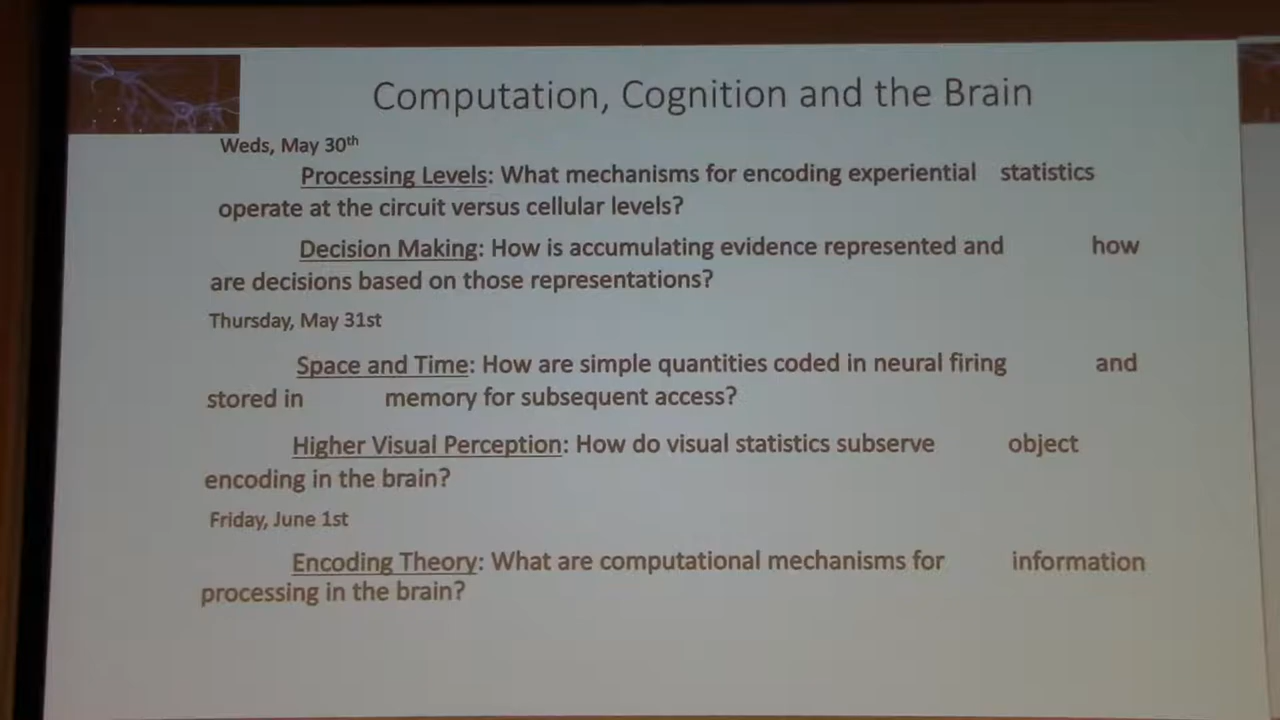 Computation, Cognition and the Brain
Weds, May 30th
Processing Levels: What mechanisms for encoding experiential statistics
operate at the circuit versus cellular levels?
Decision Making: How is accumulating evidence represented and how
are decisions based on those representations?
Thursday, May 31st
Space and Time: How are simple quantities coded in neural firing and
stored in memory for subsequent access?
Higher Visual Perception: How do visual statistics subserve object
encoding in the brain?
Friday, June 1st
Encoding Theory: What are computational mechanisms for information
processing in the brain?